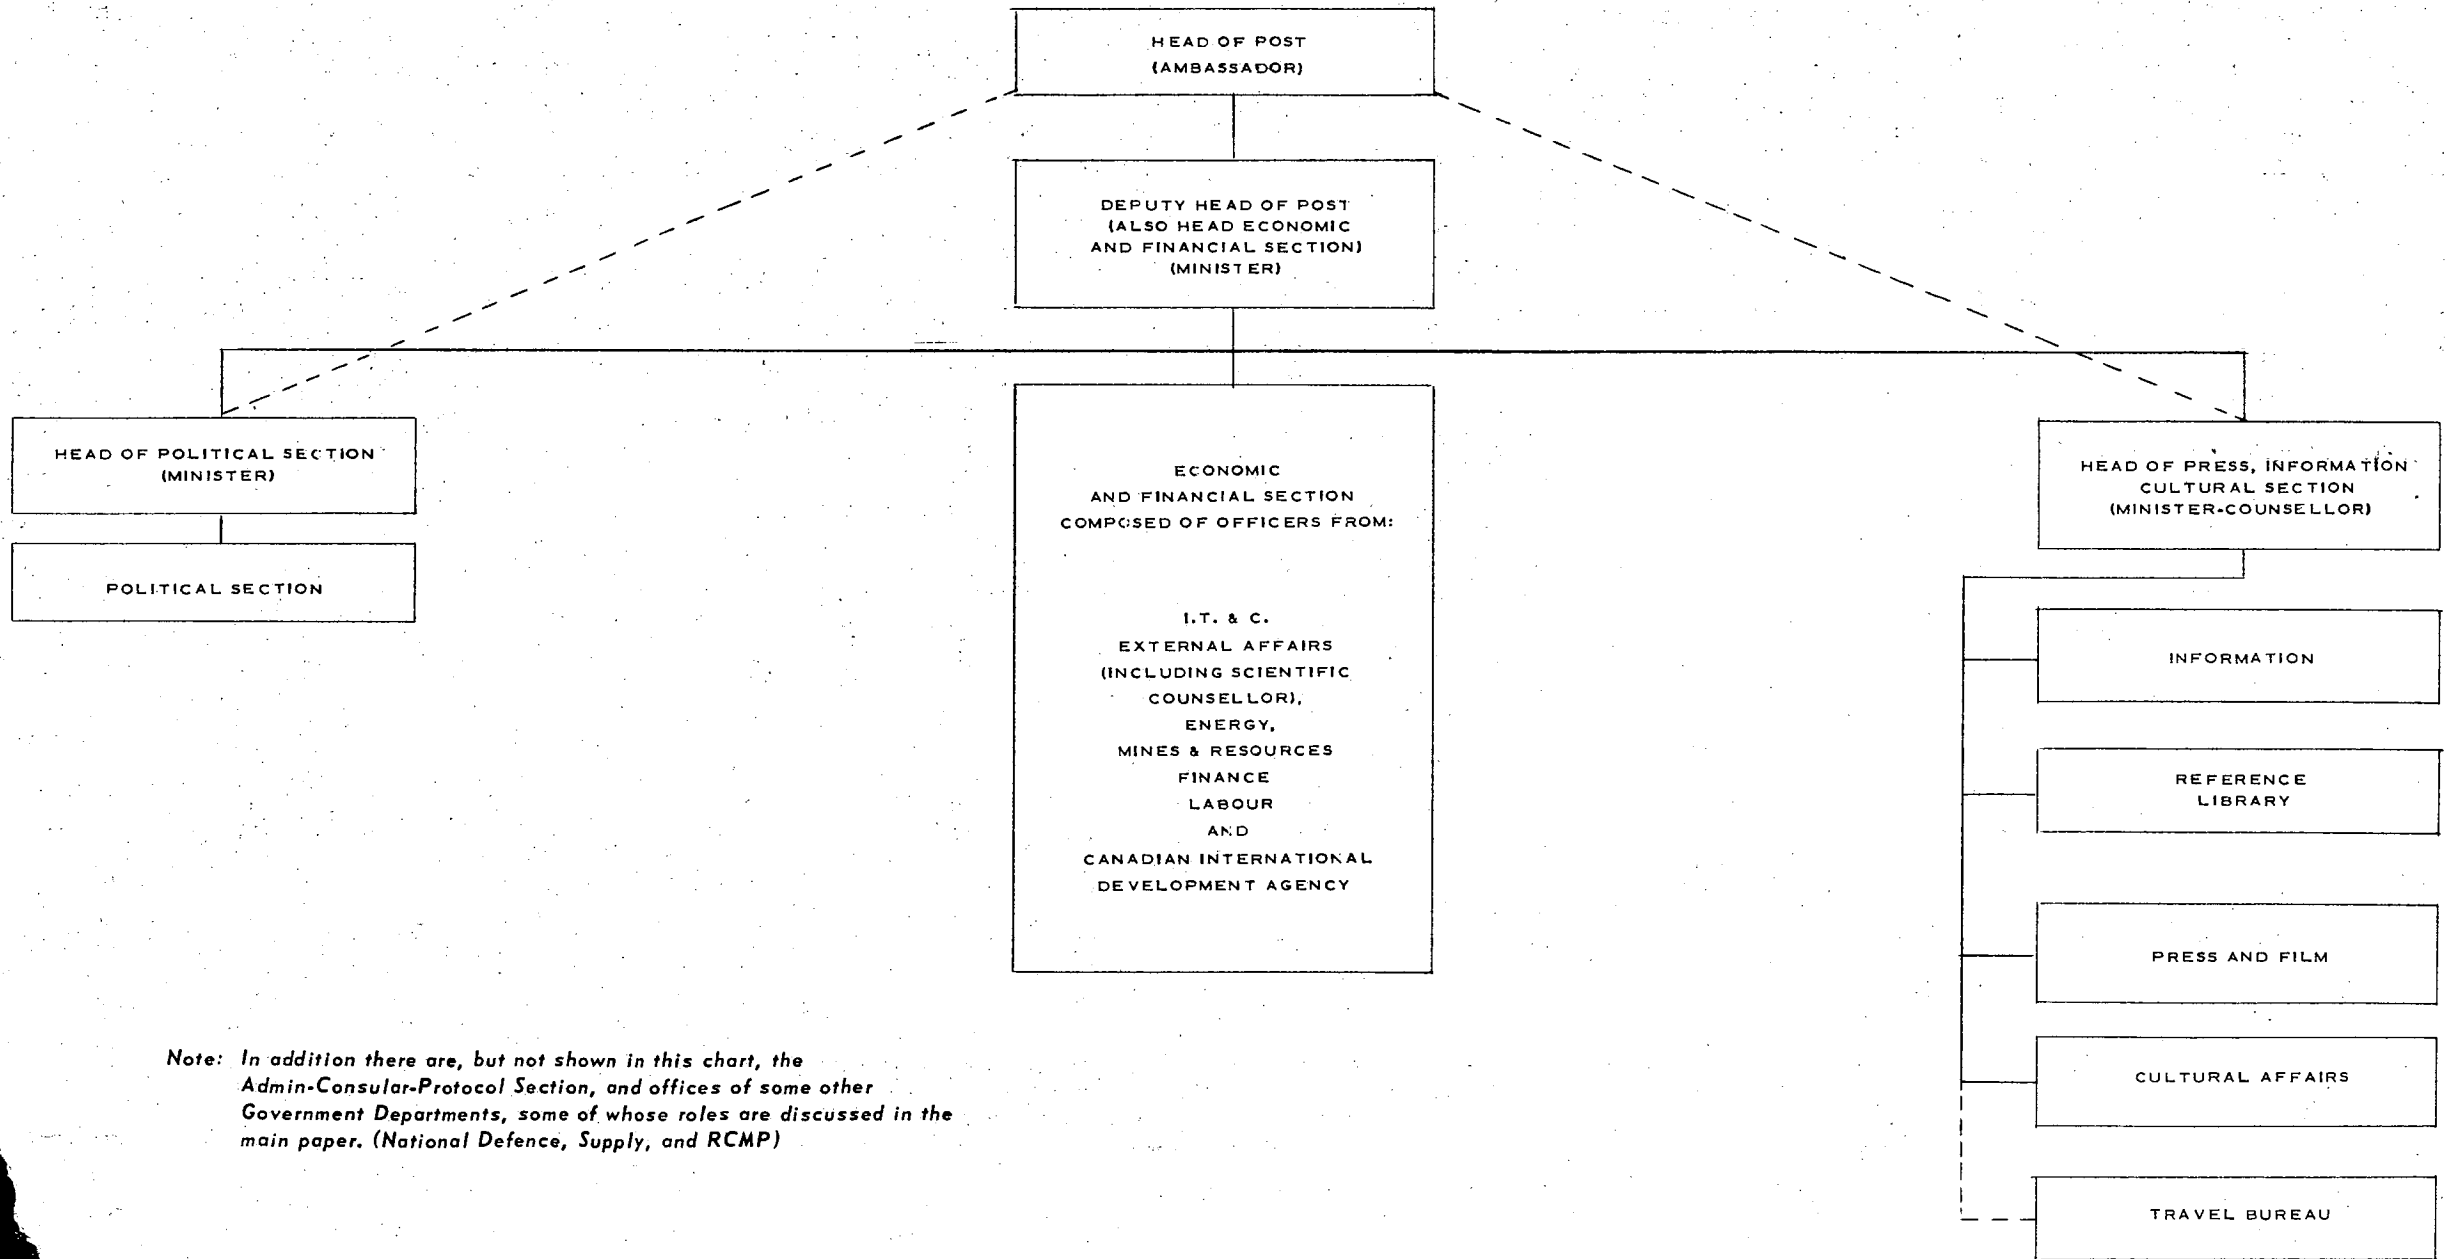 HEAD OF POST
(AMBASSADOR)
DEPUTY HEAD OF POST
(ALSO HEAD ECONOMIC
AND FINANCIAL SECTION)
(MINISTER)
HEAD OF POLITICAL SECTION
(MINISTER)
POLITICAL SECTION
ECONOMIC
AND FINANCIAL SECTION
COMPOSED OF OFFICERS FROM:
I.T. & C.
EXTERNAL AFFAIRS
(INCLUDING SCIENTIFIC
COUNSELLOR),
ENERGY,
MINES & RESOURCES
FINANCE
LABOUR
AND
CANADIAN INTERNATIONAL
DEVELOPMENT AGENCY
HEAD OF PRESS, INFORMATION
CULTURAL SECTION
(MINISTER-COUNSELLOR)
INFORMATION
REFERENCE
LIBRARY
PRESS AND FILM
CULTURAL AFFAIRS
TRAVEL BUREAU
Note: In addition there are, but not shown in this chart, the
Admin-Consular-Protocol Section, and offices of some other
Government Departments, some of whose roles are discussed in the
main paper. (National Defence, Supply, and RCMP)